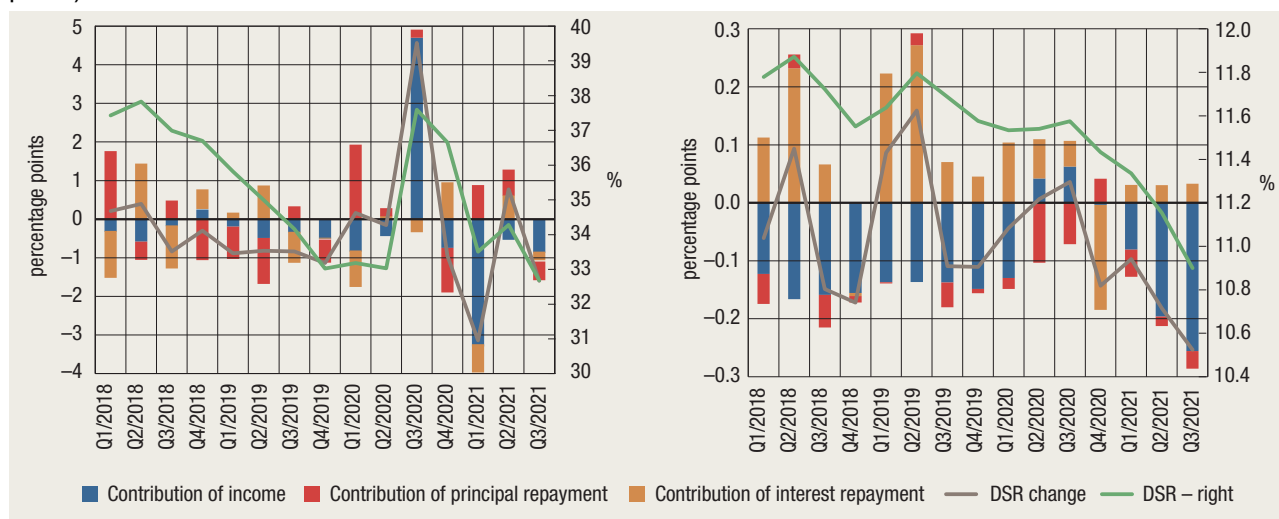 5
4
3
2
1
0
–1
–2
–3
–4
percentage points
40
39
38
37
36
35
34
33
32
31
30
%
Q1/2018
Q2/2018
Q3/2018
Q4/2018
Q1/2019
Q2/2019
Q3/2019
Q4/2019
Q1/2020
Q2/2020
Q3/2020
Q4/2020
Q1/2021
Q2/2021
Q3/2021
0.3
0.2
0.1
0.0
–0.1
–0.2
–0.3
percentage points
12.0
11.8
11.6
11.4
11.2
11.0
10.8
10.6
10.4
%
Q1/2018
Q2/2018
Q3/2018
Q4/2018
Q1/2019
Q2/2019
Q3/2019
Q4/2019
Q1/2020
Q2/2020
Q3/2020
Q4/2020
Q1/2021
Q2/2021
Q3/2021
Contribution of income Contribution of principal repayment Contribution of interest repayment DSR change DSR – right